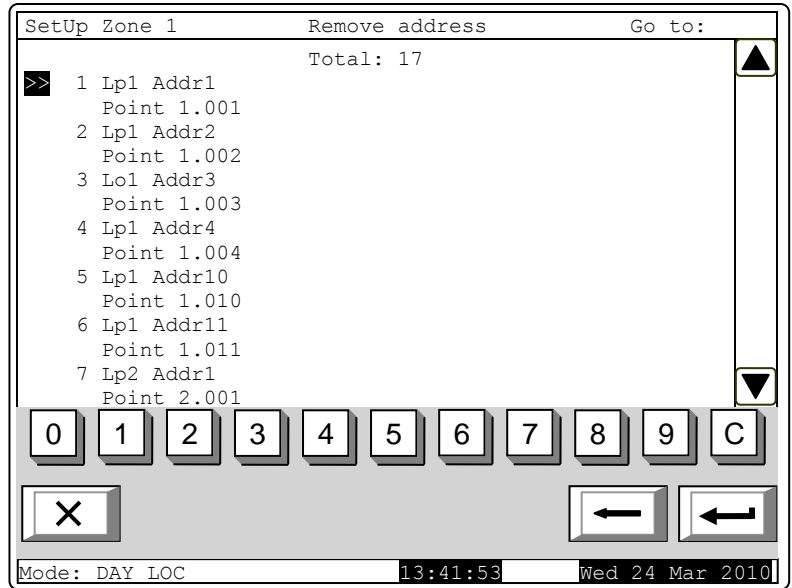 SetUp Zone 1 Remove address Go to:
Total: 17
>> 1 Lp1 Addr1
Point 1.001
2 Lp1 Addr2
Point 1.002
3 Lo1 Addr3
Point 1.003
4 Lp1 Addr4
Point 1.004
5 Lp1 Addr10
Point 1.010
6 Lp1 Addr11
Point 1.011
7 Lp2 Addr1
Point 2.001
0 1 2 3 4 5 6 7 8 9 C
Mode: DAY LOC 13:41:53 Wed 24 Mar 2010